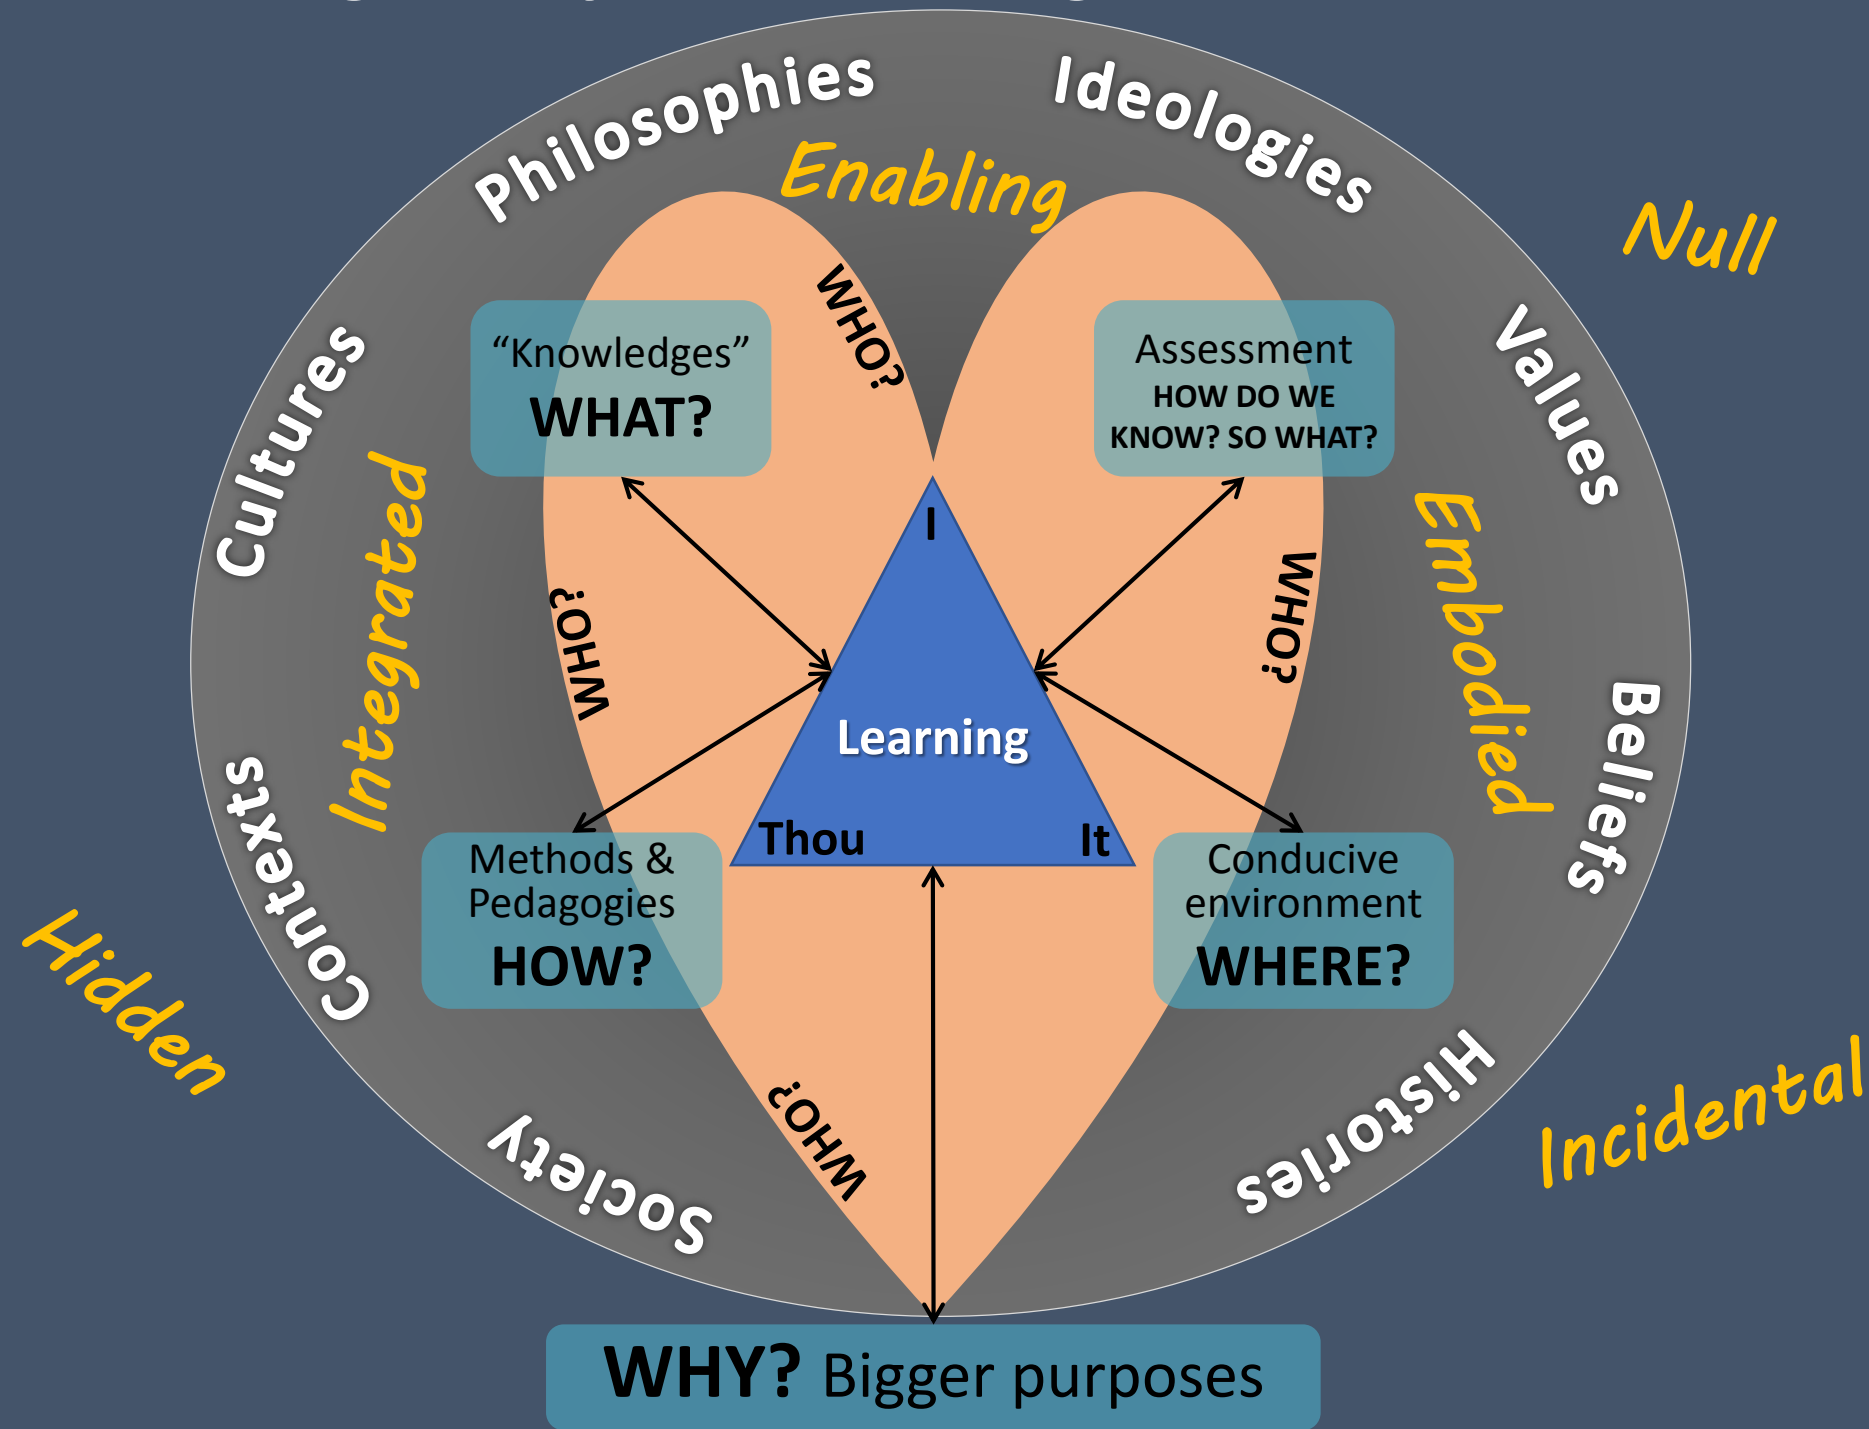 Philosophies
Ideologies
Enabling
Null
Cultures
Values
WHO?
“Knowledges”
WHAT?
Assessment
HOW DO WE
KNOW? SO WHAT?
Integrated
Embodied
I
WHO?
WHO?
Learning
Thou
It
Beliefs
Contexts
Methods &
Pedagogies
HOW?
Conducive
environment
WHERE?
Hidden
Histories
Incidental
Society
WHO?
WHY? Bigger purposes